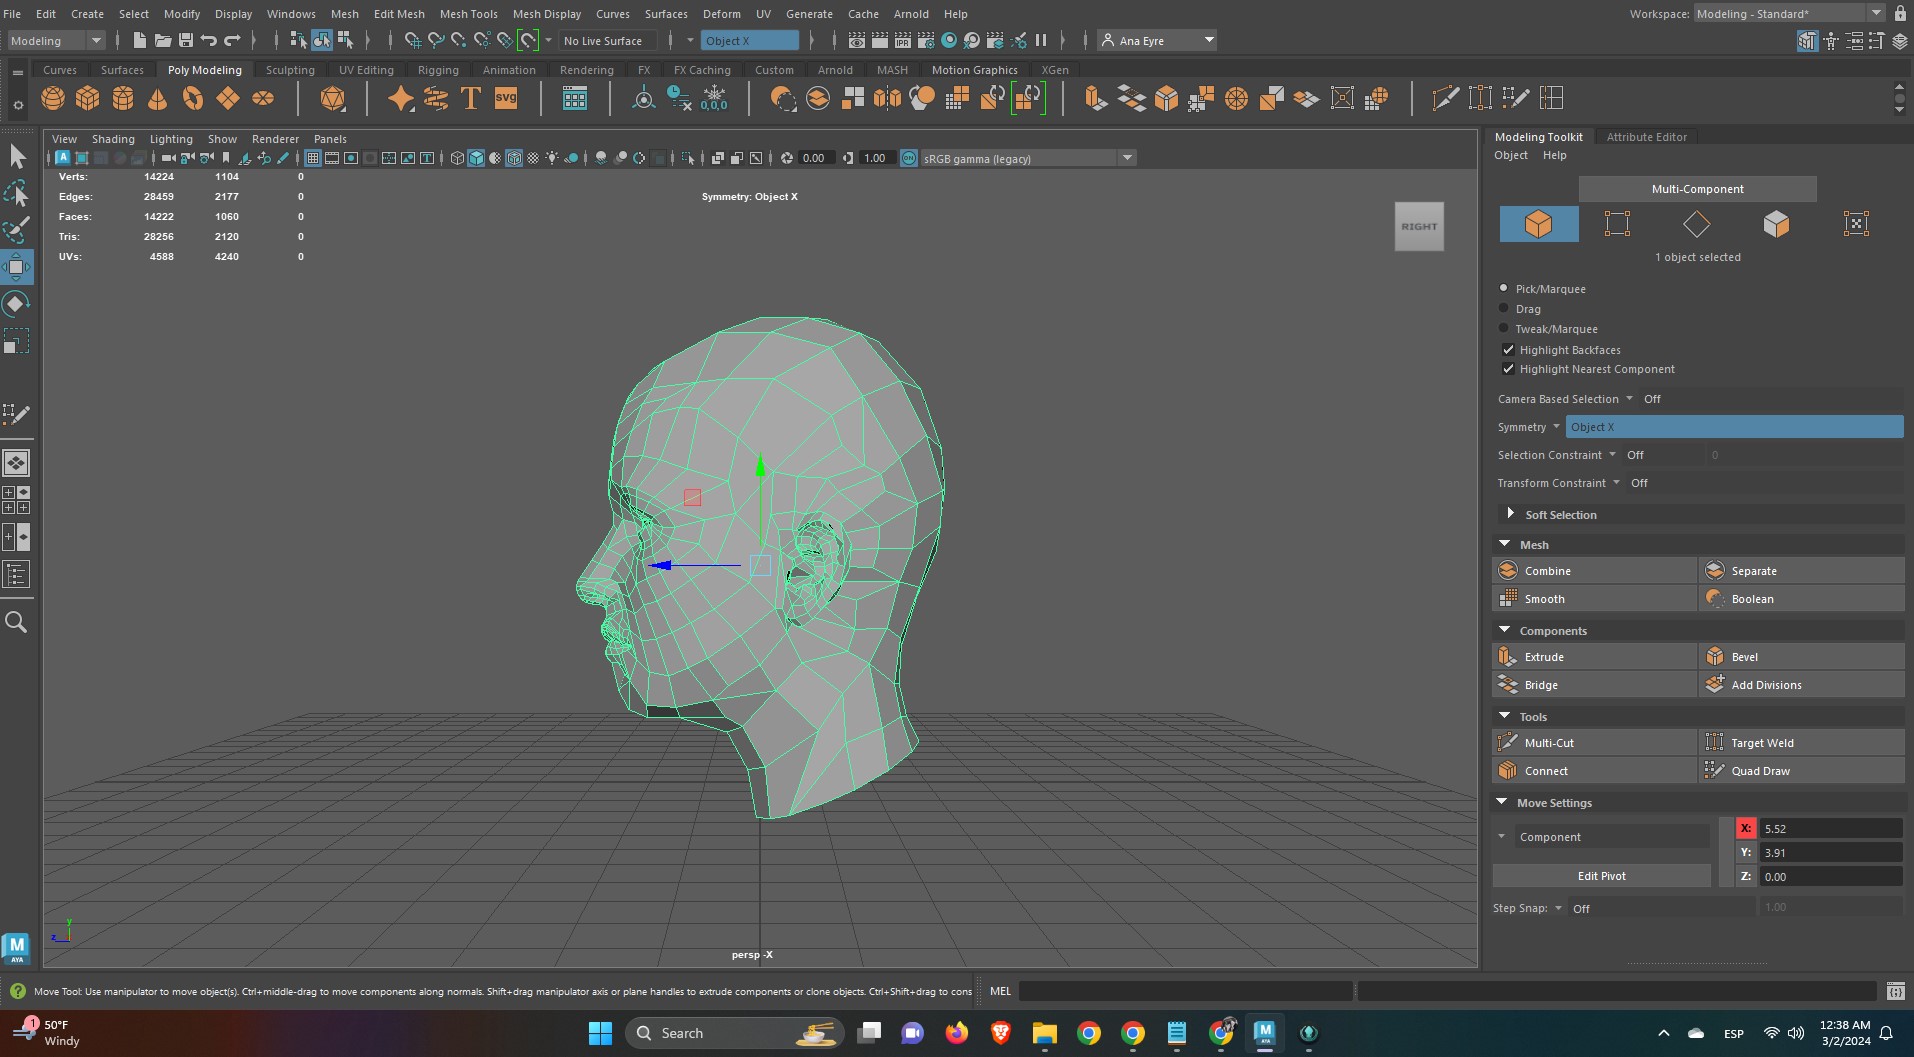 File Edit Create Select Modify Display Windows Mesh Edit Mesh Mesh Tools Mesh Display Curves Surfaces Deform UV Generate Cache Arnold Help Workspace: Modeling - Standard*
Modeling No Live Surface Object X IPR Ana Eyre
Curves Surfaces Poly Modeling Sculpting UV Editing Rigging Animation Rendering FX FX Caching Custom Arnold MASH Motion Graphics XGen
T SVG 0,0,0
View Shading Lighting Show Renderer Panels
0.00 1.00 ON sRGB gamma (legacy)
Verts: 14224 1104 0
Edges: 28459 2177 0
Faces: 14222 1060 0
Tris: 28256 2120 0
UVs: 4588 4240 0
Symmetry: Object X
RIGHT
y
z
persp -X
Modeling Toolkit Attribute Editor
Object Help
Multi-Component
1 object selected
Pick/Marquee
Drag
Tweak/Marquee
Highlight Backfaces
Highlight Nearest Component
Camera Based Selection Off
Symmetry Object X
Selection Constraint Off 0
Transform Constraint Off
Soft Selection
Mesh
Combine Separate
Smooth Boolean
Components
Extrude Bevel
Bridge Add Divisions
Tools
Multi-Cut Target Weld
Connect Quad Draw
Move Settings
Component
X: 5.52
Y: 3.91
Edit Pivot
Z: 0.00
Step Snap: Off 1.00
M
AYA
Move Tool: Use manipulator to move object(s). Ctrl+middle-drag to move components along normals. Shift+drag manipulator axis or plane handles to extrude components or clone objects. Ctrl+Shift+drag to cons
MEL
1
50°F
Windy
Search
M
AYA
ESP
12:38 AM
3/2/2024